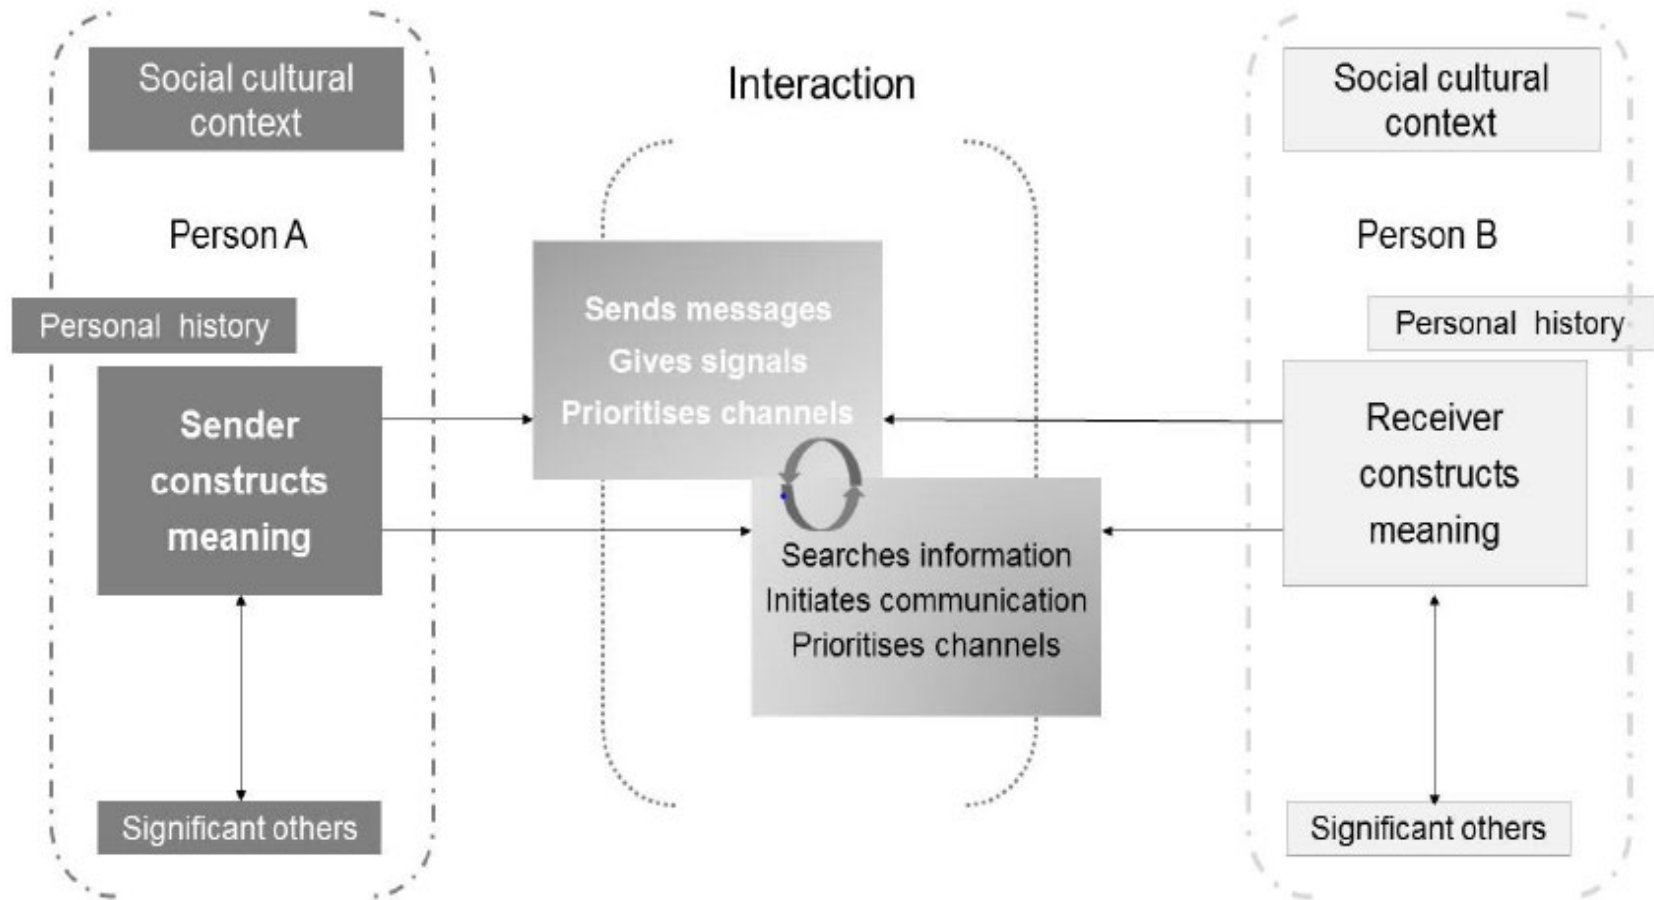 Social cultural
context
Person A
Personal history
Sender
constructs
meaning
Significant others
Interaction
Sends messages
Gives signals
Prioritises channels
Searches information
Initiates communication
Prioritises channels
Social cultural
context
Person B
Personal history
Receiver
constructs
meaning
Significant others